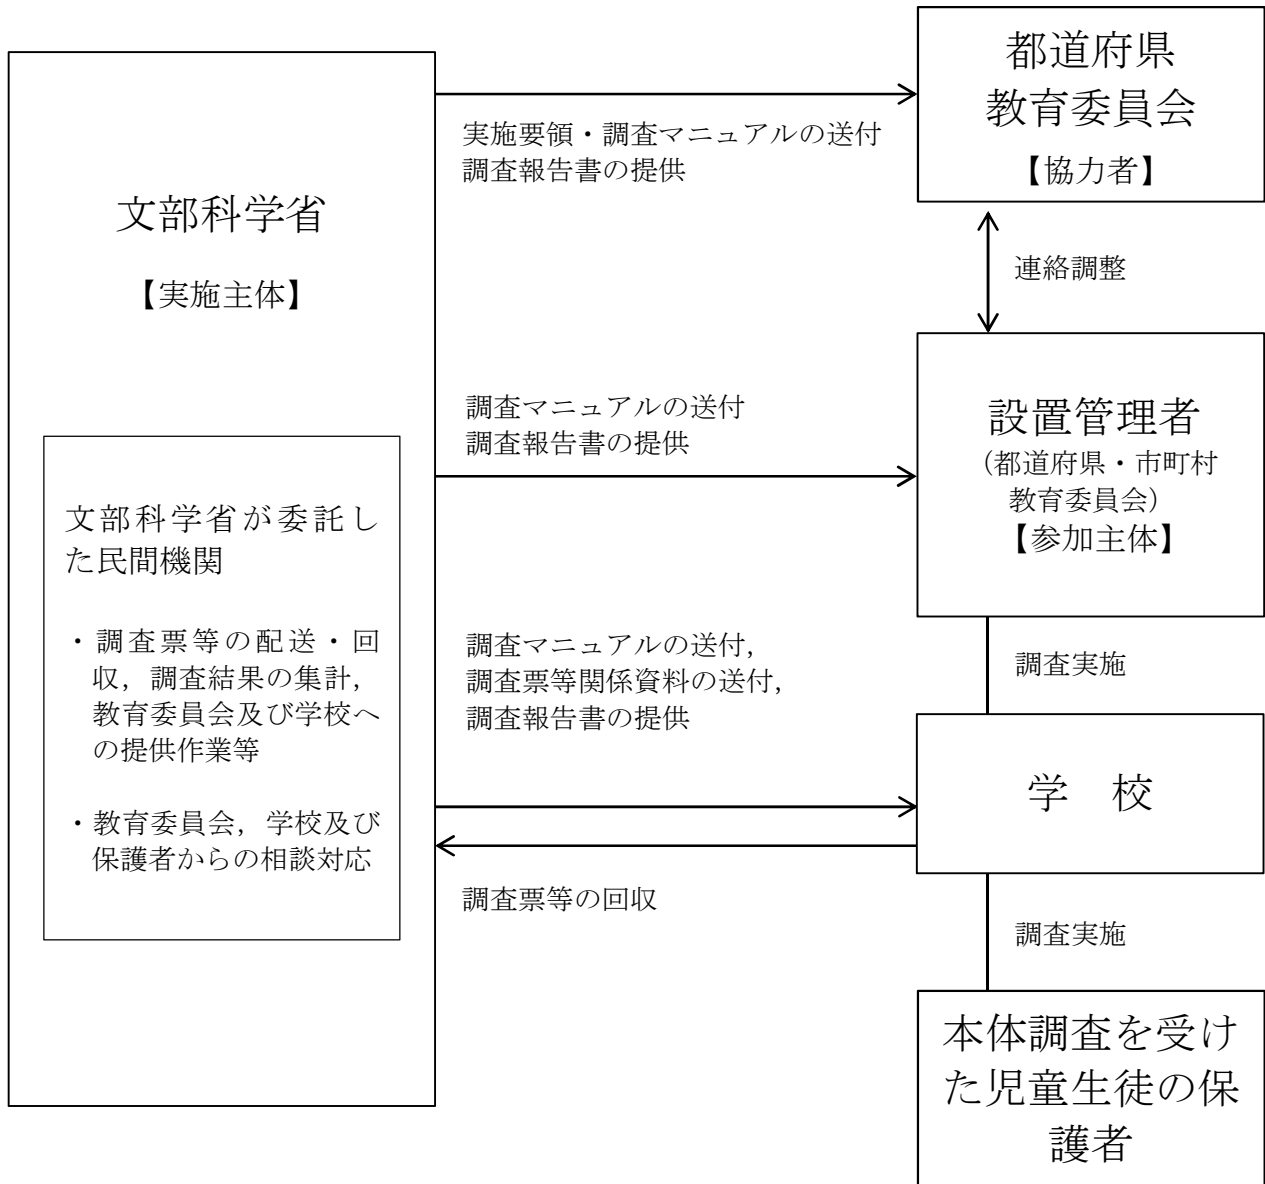 文部科学省
【実施主体】
文部科学省が委託し
た民間機関
・調査票等の配送・回
収，調査結果の集計，
教育委員会及び学校へ
の提供作業等
・教育委員会，学校及び
保護者からの相談対応
実施要領・調査マニュアルの送付
調査報告書の提供
調査マニュアルの送付
調査報告書の提供
調査マニュアルの送付，
調査票等関係資料の送付，
調査報告書の提供
調査票等の回収
都道府県
教育委員会
【協力者】
連絡調整
設置管理者
（都道府県・市町村
教育委員会）
【参加主体】
調査実施
学　校
調査実施
本体調査を受け
た児童生徒の保
護者